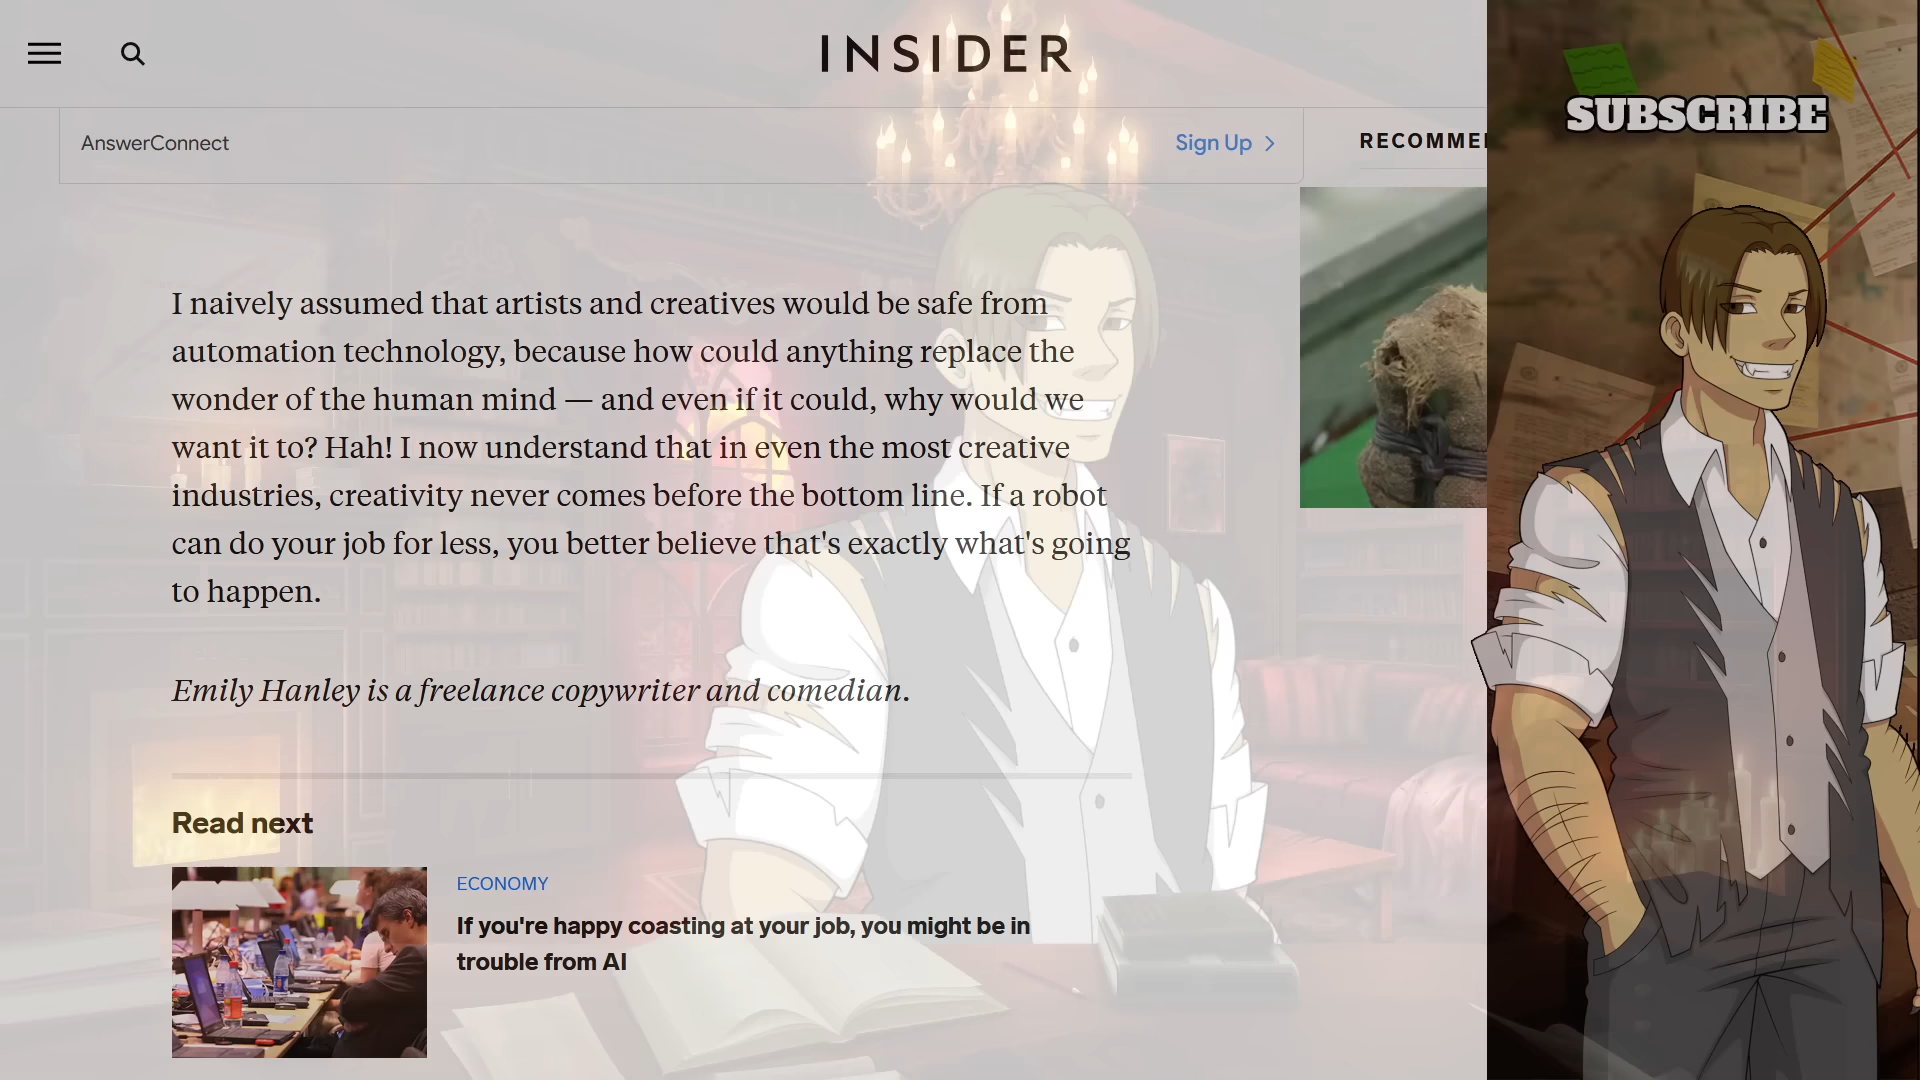 INSIDER
AnswerConnect
Sign Up
RECOMME
SUBSCRIBE
I naively assumed that artists and creatives would be safe from
automation technology, because how could anything replace the
wonder of the human mind — and even if it could, why would we
want it to? Hah! I now understand that in even the most creative
industries, creativity never comes before the bottom line. If a robot
can do your job for less, you better believe that's exactly what's going
to happen.
Emily Hanley is a freelance copywriter and comedian.
Read next
ECONOMY
If you're happy coasting at your job, you might be in
trouble from AI